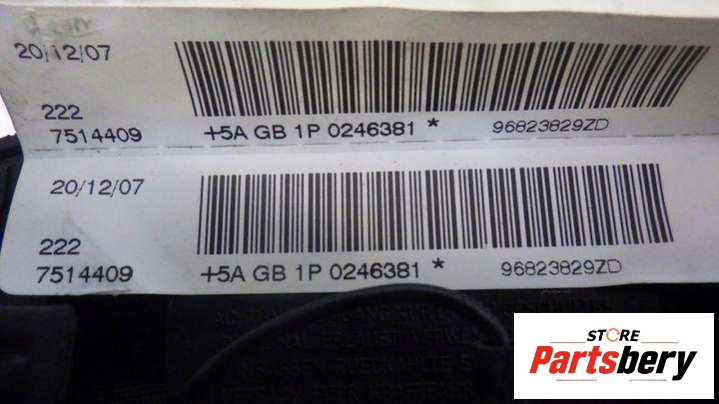 20/12/07
222
7514409
+5A GB 1P 0246381 *
96823829ZD
20/12/07
222
7514409
+5A GB 1P 0246381 *
96823829ZD
STORE
Partsbery